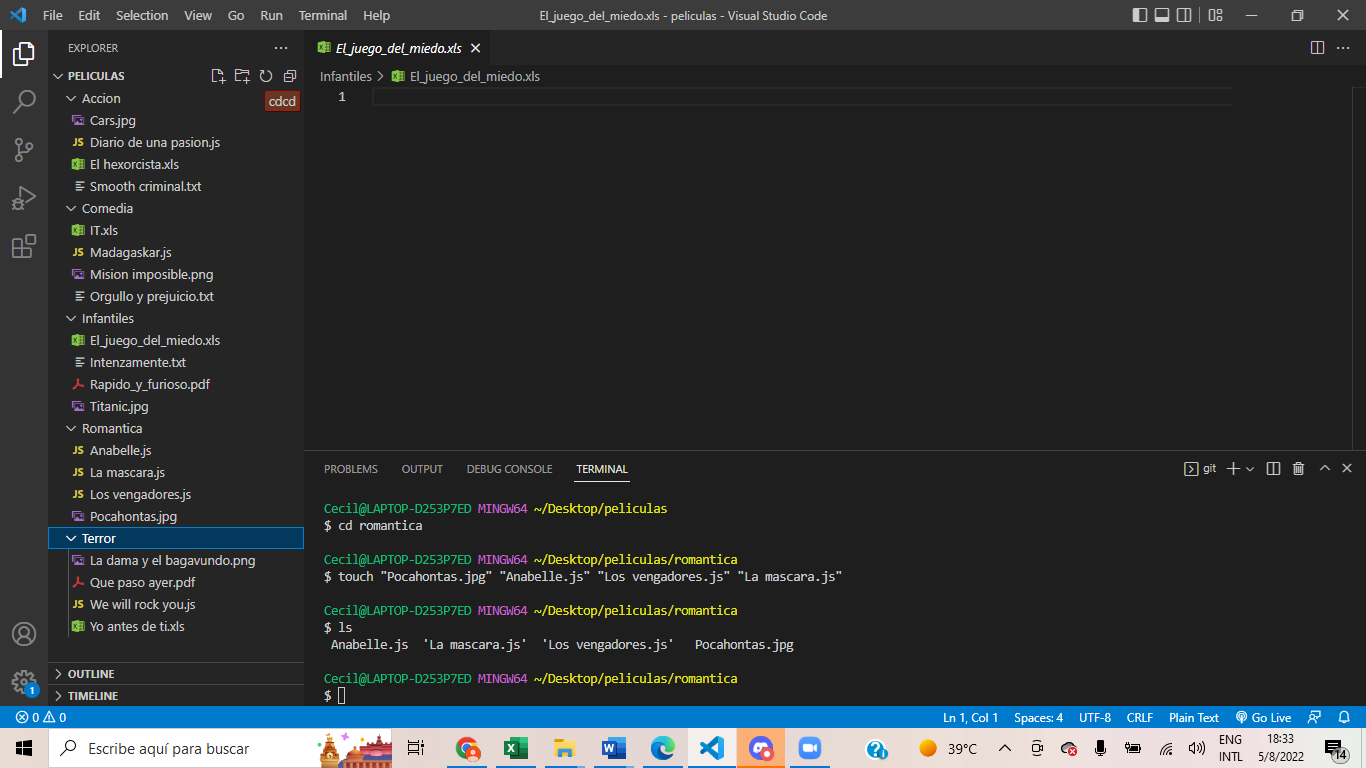 File Edit Selection View Go Run Terminal Help El_juego_del_miedo.xls - peliculas - Visual Studio Code
EXPLORER
PELICULAS
Accion
cdcd
Cars.jpg
Diario de una pasion.js
El hexorcista.xls
Smooth criminal.txt
Comedia
IT.xls
Madagaskar.js
Mision imposible.png
Orgullo y prejuicio.txt
Infantiles
El_juego_del_miedo.xls
Intenzamente.txt
Rapido_y_furioso.pdf
Titanic.jpg
Romantica
Anabelle.js
La mascara.js
Los vengadores.js
Pocahontas.jpg
Terror
La dama y el bagavundo.png
Que paso ayer.pdf
We will rock you.js
Yo antes de ti.xls
OUTLINE
TIMELINE
El_juego_del_miedo.xls
Infantiles > El_juego_del_miedo.xls
1
PROBLEMS OUTPUT DEBUG CONSOLE TERMINAL git
Cecil@LAPTOP-D253P7ED MINGW64 ~/Desktop/peliculas
$ cd romantica
Cecil@LAPTOP-D253P7ED MINGW64 ~/Desktop/peliculas/romantica
$ touch "Pocahontas.jpg" "Anabelle.js" "Los vengadores.js" "La mascara.js"
Cecil@LAPTOP-D253P7ED MINGW64 ~/Desktop/peliculas/romantica
$ ls
Anabelle.js 'La mascara.js' 'Los vengadores.js' Pocahontas.jpg
Cecil@LAPTOP-D253P7ED MINGW64 ~/Desktop/peliculas/romantica
$
1
0 0 Ln 1, Col 1 Spaces: 4 UTF-8 CRLF Plain Text Go Live
Escribe aquí para buscar
39°C
ENG
INTL
18:33
5/8/2022
14